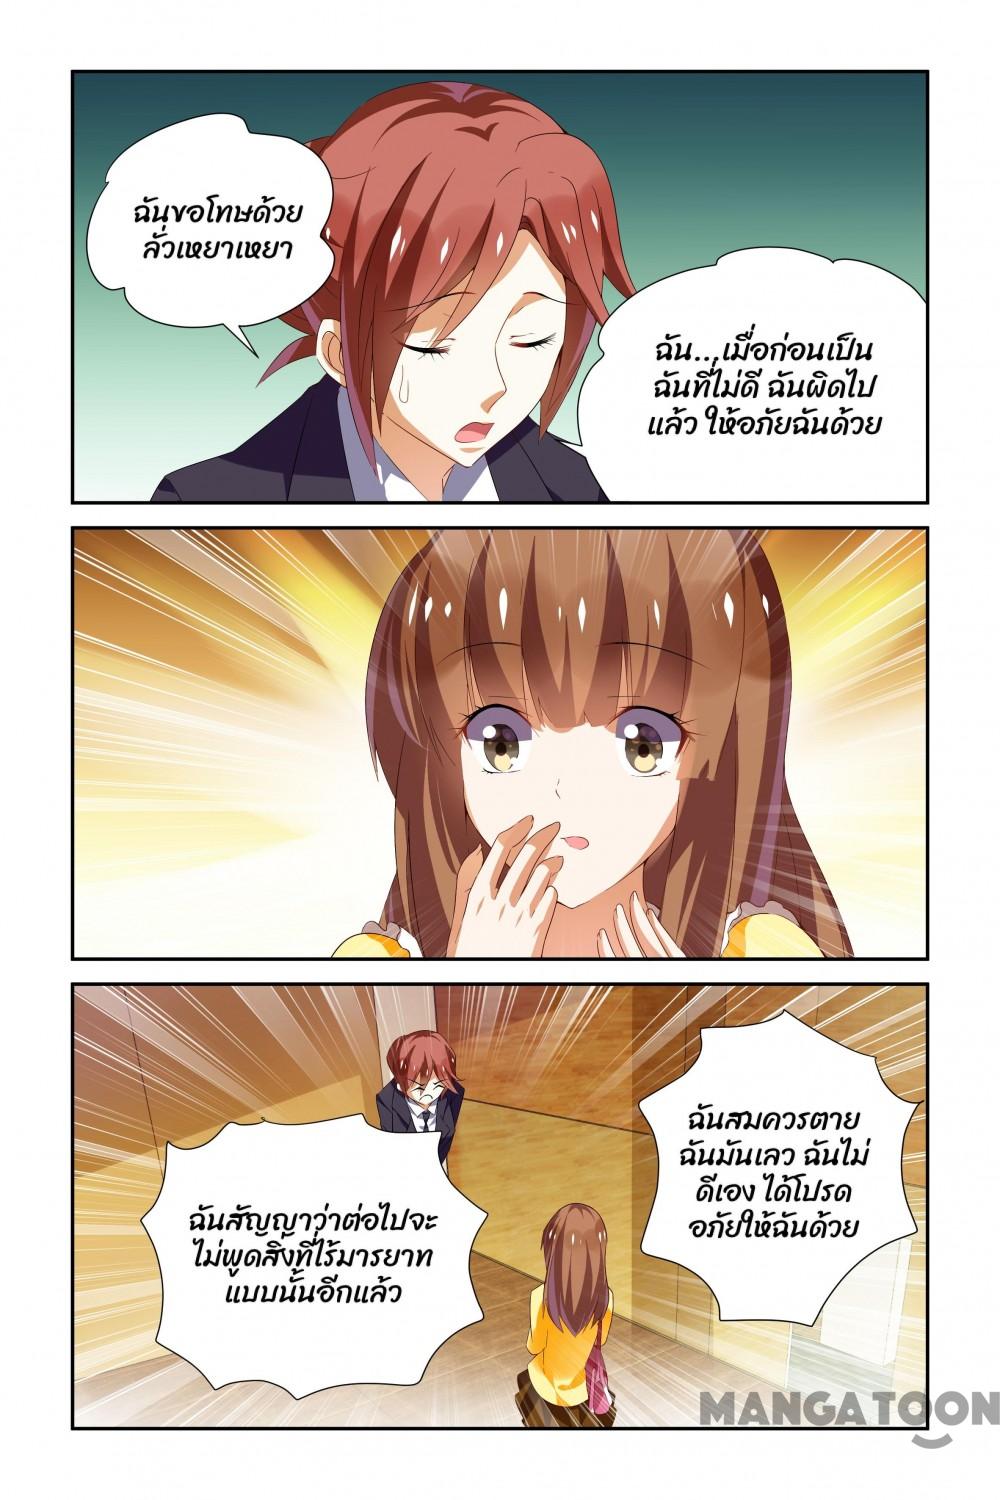 ฉันขอโทษด้วย
ลั่วเหยาเหยา
ฉัน...เมื่อก่อนเป็น
ฉันที่ไม่ดี ฉันผิดไป
แล้ว ให้อภัยฉันด้วย
ฉันสมควรตาย
ฉันมันเลว ฉันไม่
ดีเอง ได้โปรด
อภัยให้ฉันด้วย
ฉันสัญญาว่าต่อไปจะ
ไม่พูดสิ่งที่ไร้มารยาท
แบบนั้นอีกแล้ว
MANGATOON